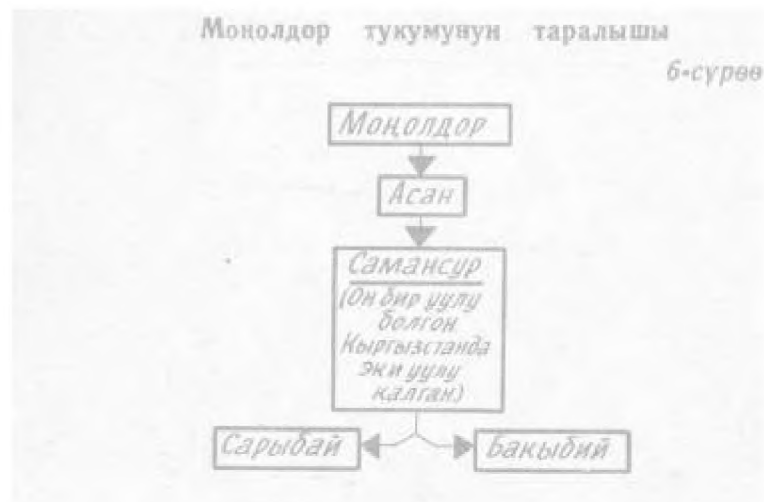 Моңолдор тукумунун таралышы
6-сүрөө
Моңолдор
Асан
Самансур
(Он бир уулу
болгон
Кыргызстанда
эки уулу
калган)
Сарыбай
Бакыбий